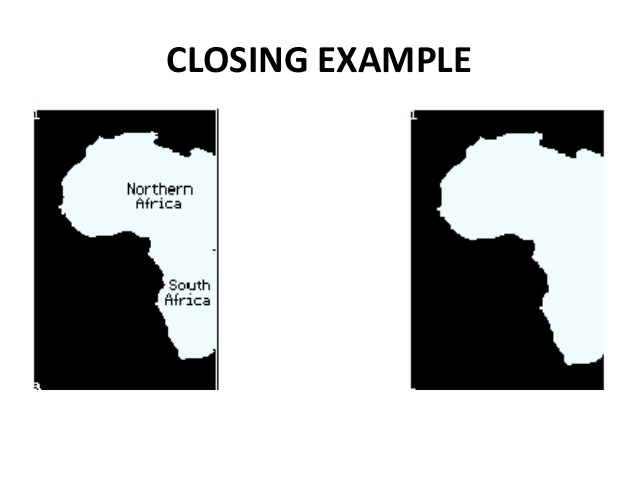 CLOSING EXAMPLE
Northern
Africa
South
Africa